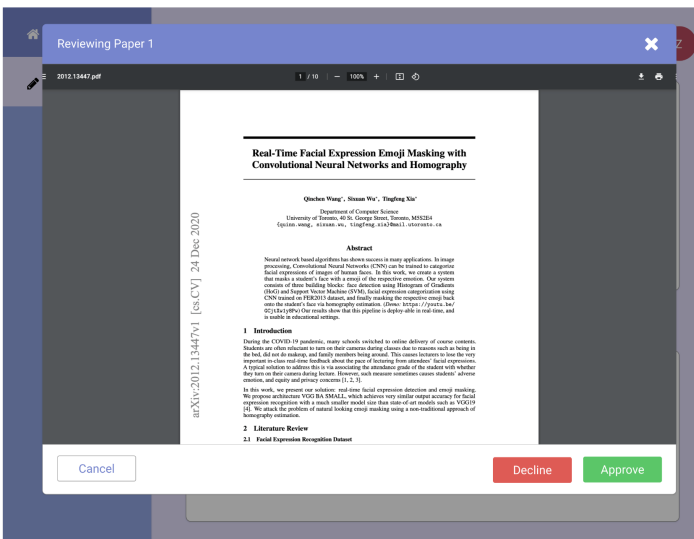 Reviewing Paper 1
Z
2012.13447.pdf
1 / 10
100%
Real-Time Facial Expression Emoji Masking with
Convolutional Neural Networks and Homography
Qinchen Wang*, Sixuan Wu*, Tingfeng Xia*
Department of Computer Science
University of Toronto, 40 St. George Street, Toronto, M5S2E4
{quinn.wang, sixuan.wu, tingfeng.xia}@mail.utoronto.ca
Abstract
Neural network based algorithms has shown success in many applications. In image
processing, Convolutional Neural Networks (CNN) can be trained to categorize
facial expressions of images of human faces. In this work, we create a system
that masks a student's face with a emoji of the respective emotion. Our system
consists of three building blocks: face detection using Histogram of Gradients
(HoG) and Support Vector Machine (SVM), facial expression categorization using
CNN trained on FER2013 dataset, and finally masking the respective emoji back
onto the student's face via homography estimation. (Demo: https://youtu.be/
GCjtXw1y8Pw) Our results show that this pipeline is deploy-able in real-time, and
is usable in educational settings.
1 Introduction
During the COVID-19 pandemic, many schools switched to online delivery of course contents.
Students are often reluctant to turn on their cameras during classes due to reasons such as being in
the bed, did not do makeup, and family members being around. This causes lecturers to lose the very
important in-class real-time feedback about the pace of lecturing from attendees' facial expressions.
A typical solution to address this is via associating the attendance grade of the student with whether
they turn on their camera during lecture. However, such measure sometimes causes students' adverse
emotion, and equity and privacy concerns [1, 2, 3].
In this work, we present our solution: real-time facial expression detection and emoji masking.
We propose architecture VGG BA SMALL, which achieves very similar output accuracy for facial
expression recognition with a much smaller model size than state-of-art models such as VGG19
[4]. We attack the problem of natural looking emoji masking using a non-traditional approach of
homography estimation.
2 Literature Review
2.1 Facial Expression Recognition Dataset
arXiv:2012.13447v1 [cs.CV] 24 Dec 2020
Cancel
Decline
Approve